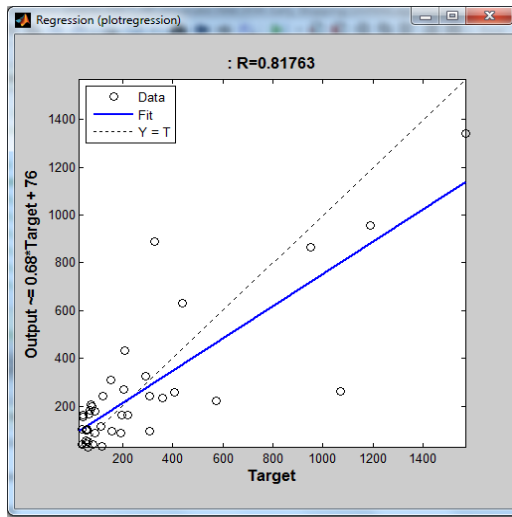 Regression (plotregression)
: R=0.81763
Data
Fit
Y = T
1400
1200
1000
800
600
400
200
Output ~= 0.68*Target + 76
200 400 600 800 1000 1200 1400
Target